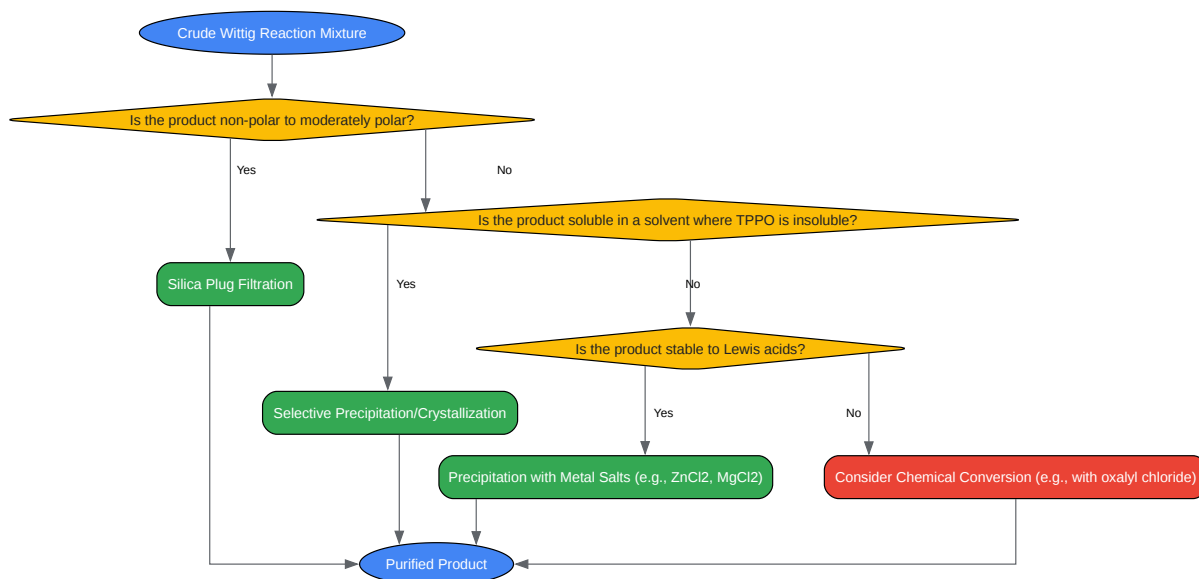 Crude Wittig Reaction Mixture
Is the product non-polar to moderately polar?
Yes
No
Is the product soluble in a solvent where TPPO is insoluble?
Silica Plug Filtration
Yes
No
Is the product stable to Lewis acids?
Selective Precipitation/Crystallization
Yes
No
Precipitation with Metal Salts (e.g., ZnCl2, MgCl2)
Consider Chemical Conversion (e.g., with oxalyl chloride)
Purified Product